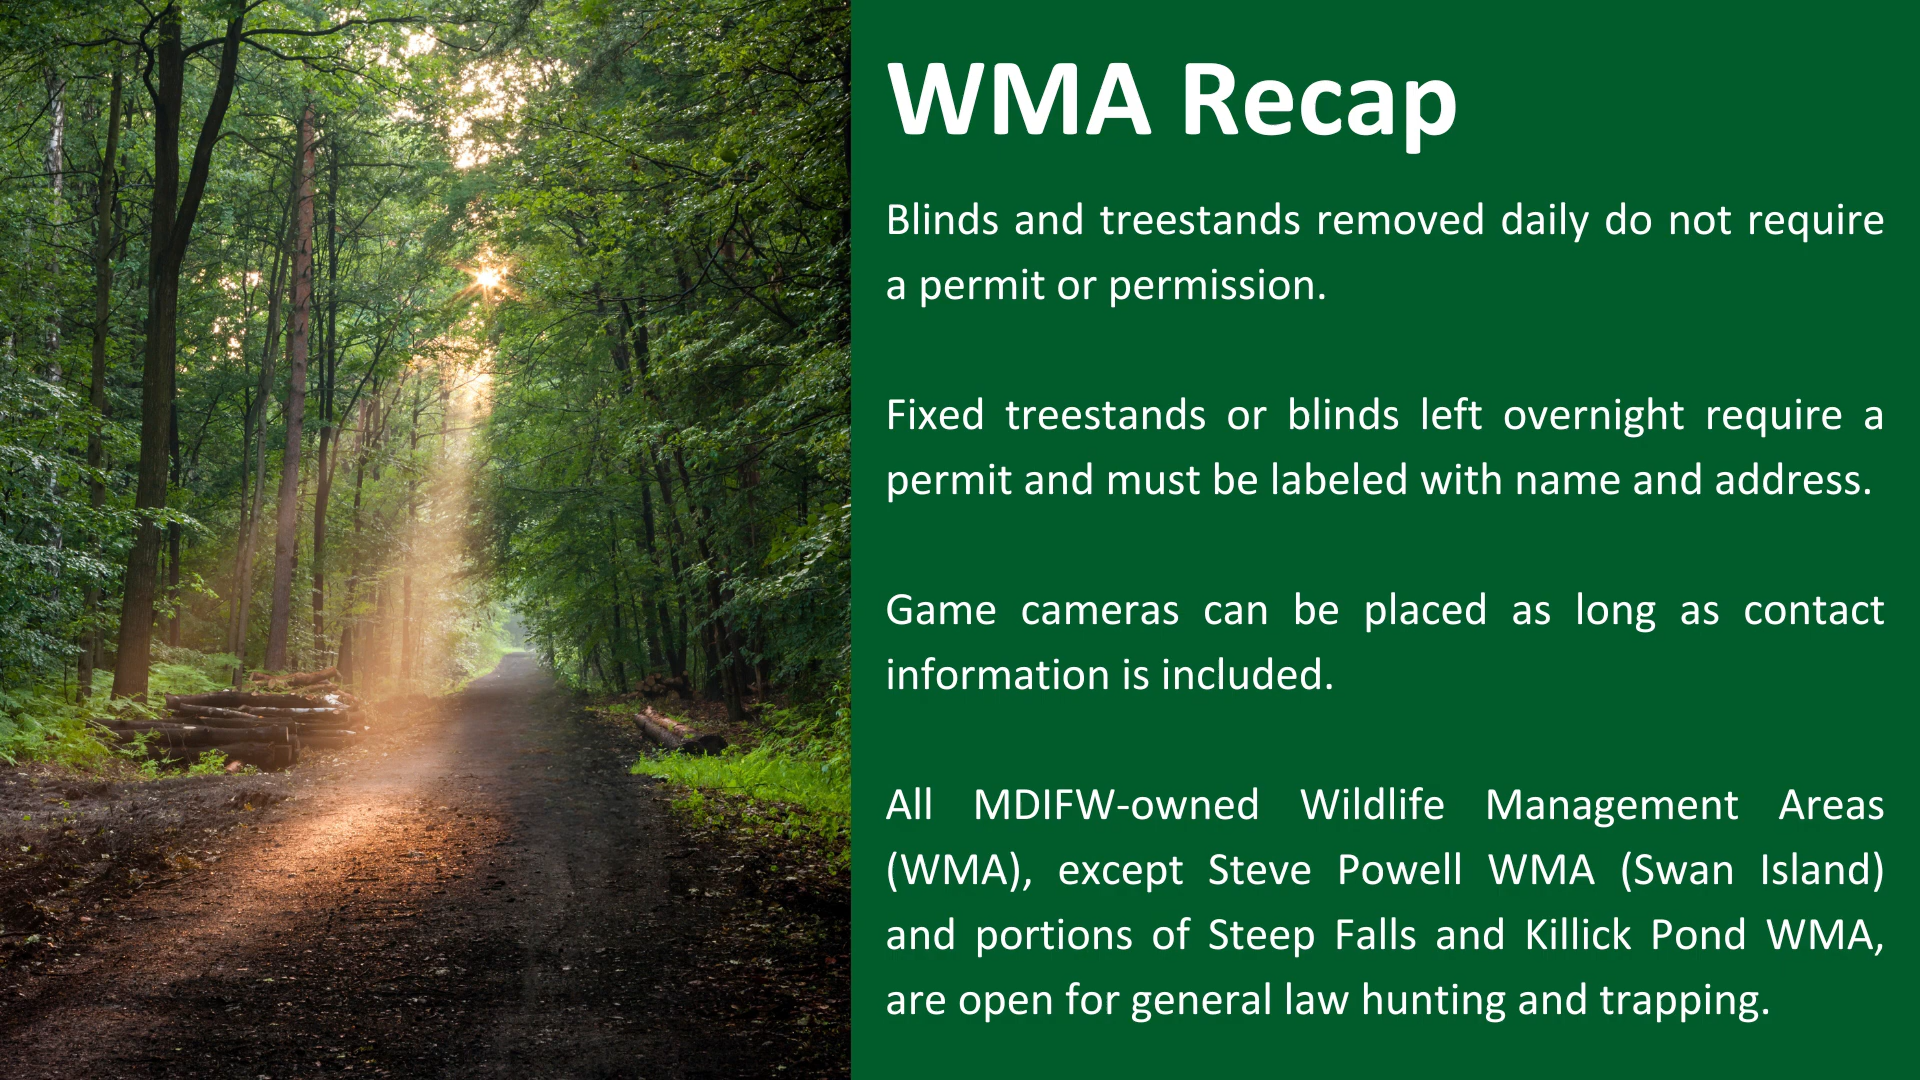 WMA Recap
Blinds and treestands removed daily do not require
a permit or permission.
Fixed treestands or blinds left overnight require a
permit and must be labeled with name and address.
Game cameras can be placed as long as contact
information is included.
All MDIFW-owned Wildlife Management Areas
(WMA), except Steve Powell WMA (Swan Island)
and portions of Steep Falls and Killick Pond WMA,
are open for general law hunting and trapping.